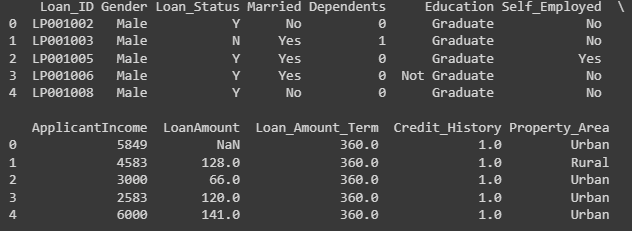 Loan_ID Gender Loan_Status Married Dependents Education Self_Employed \
0 LP001002 Male Y No 0 Graduate No
1 LP001003 Male N Yes 1 Graduate No
2 LP001005 Male Y Yes 0 Graduate Yes
3 LP001006 Male Y Yes 0 Not Graduate No
4 LP001008 Male Y No 0 Graduate No
ApplicantIncome LoanAmount Loan_Amount_Term Credit_History Property_Area
0 5849 NaN 360.0 1.0 Urban
1 4583 128.0 360.0 1.0 Rural
2 3000 66.0 360.0 1.0 Urban
3 2583 120.0 360.0 1.0 Urban
4 6000 141.0 360.0 1.0 Urban